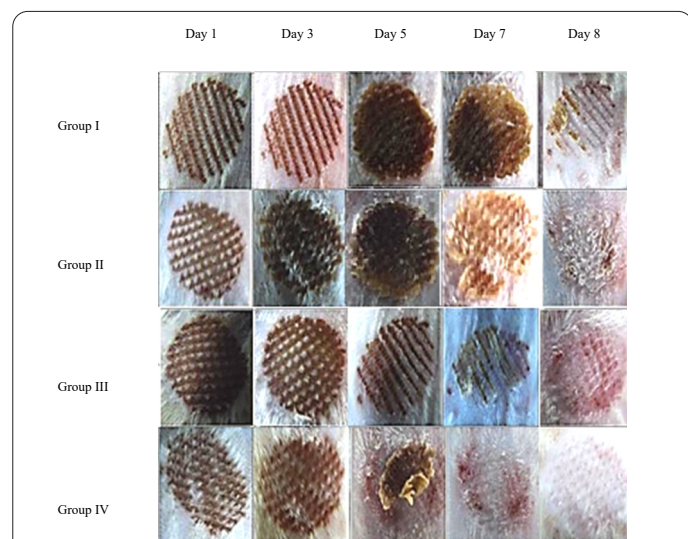 Day 1 Day 3 Day 5 Day 7 Day 8
Group I
Group II
Group III
Group IV